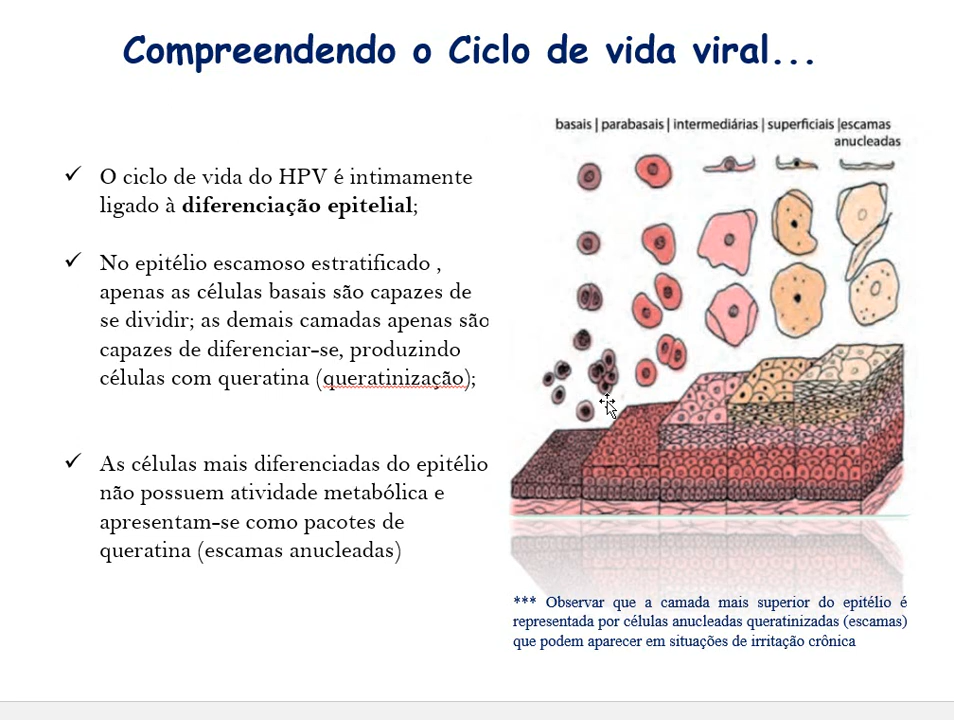 Compreendendo o Ciclo de vida viral...
✓ O ciclo de vida do HPV é intimamente
ligado à diferenciação epitelial;
✓ No epitélio escamoso estratificado ,
apenas as células basais são capazes de
se dividir; as demais camadas apenas são
capazes de diferenciar-se, produzindo
células com queratina (queratinização);
✓ As células mais diferenciadas do epitélio
não possuem atividade metabólica e
apresentam-se como pacotes de
queratina (escamas anucleadas)
basais | parabasais | intermediárias | superficiais |escamas
anucleadas
*** Observar que a camada mais superior do epitélio é
representada por células anucleadas queratinizadas (escamas)
que podem aparecer em situações de irritação crônica